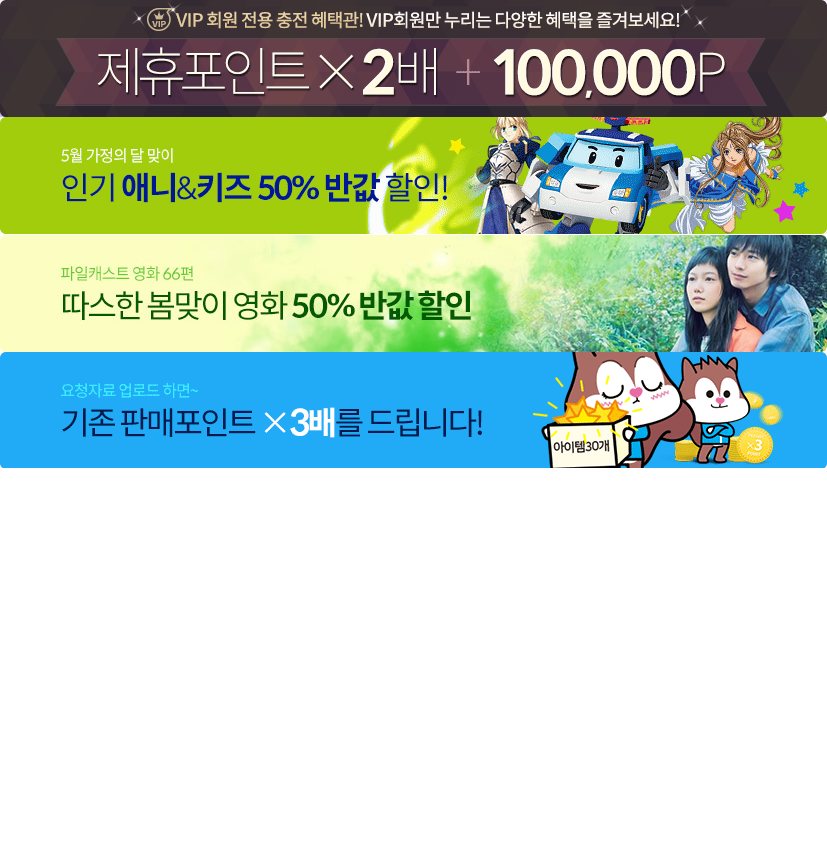 VIP VIP 회원 전용 충전 혜택관! VIP회원만 누리는 다양한 혜택을 즐겨보세요!
제휴포인트×2배 + 100,000P
5월 가정의 달 맞이
인기 애니&키즈 50% 반값 할인!
파일캐스트 영화 66편
따스한 봄맞이 영화 50% 반값 할인
요청자료 업로드 하면~
기존 판매포인트 ×3배를 드립니다!
아이템30개
×3